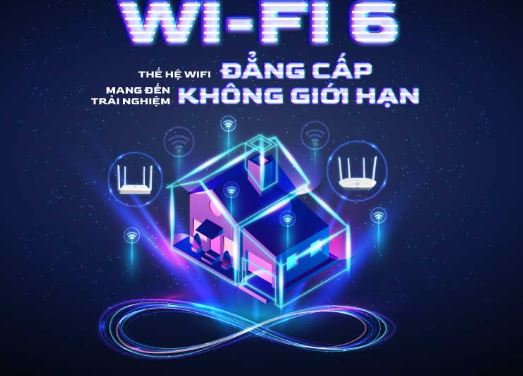 WI-FI 6
THẾ HỆ WIFI ĐẲNG CẤP
MANG ĐẾN
TRẢI NGHIỆM KHÔNG GIỚI HẠN